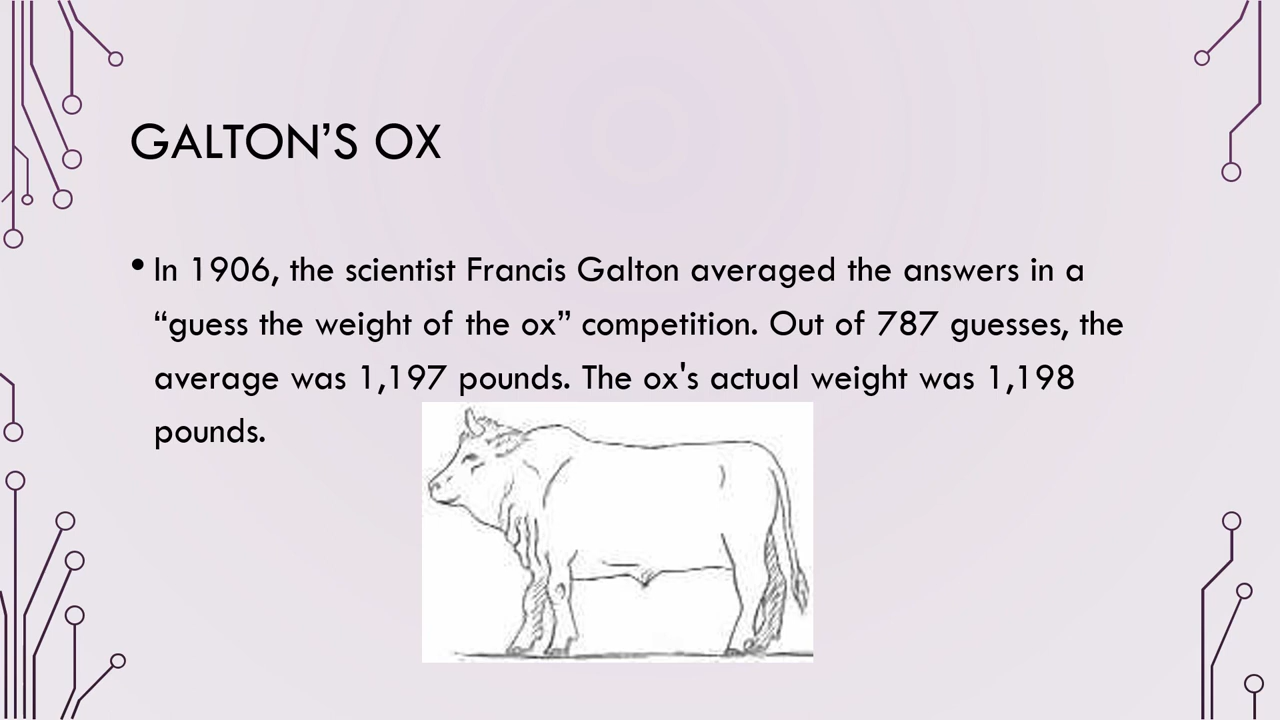 GALTON’S OX
• In 1906, the scientist Francis Galton averaged the answers in a
“guess the weight of the ox” competition. Out of 787 guesses, the
average was 1,197 pounds. The ox's actual weight was 1,198
pounds.